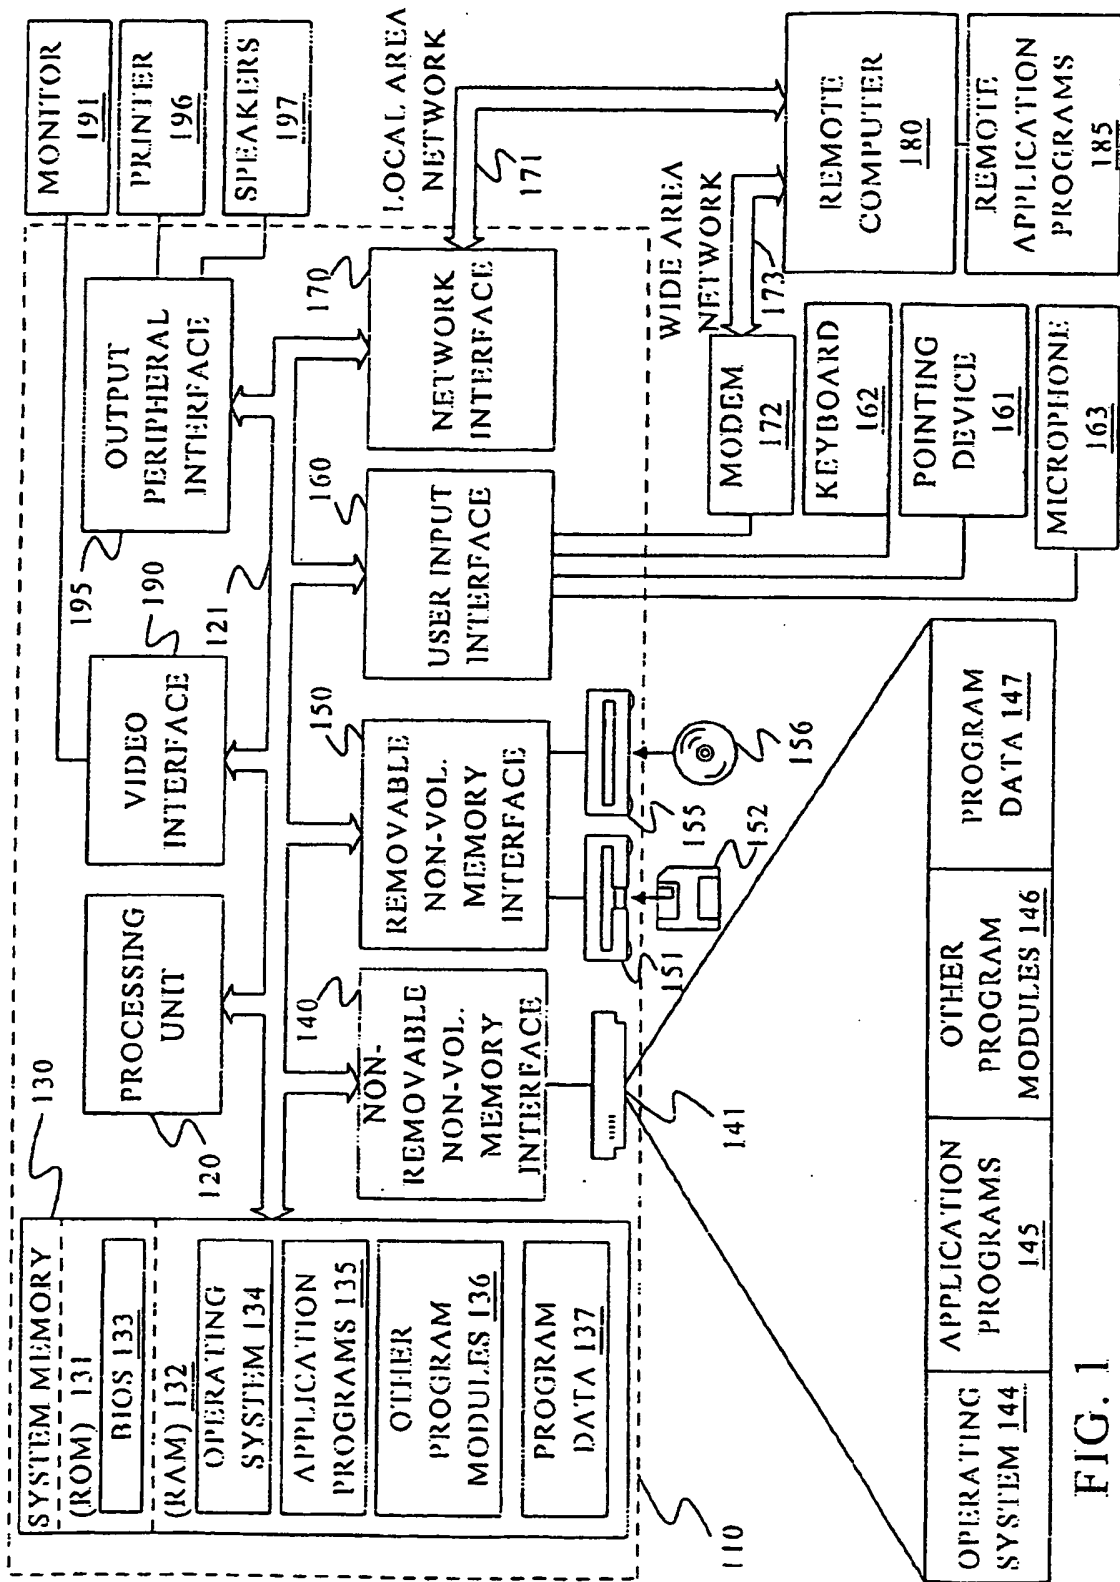 SYSTEM MEMORY
(ROM) 131
BIOS 133
(RAM) 132
OPERATING
SYSTEM 134
APPLICATION
PROGRAMS 135
OTHER
PROGRAM
MODULES 136
PROGRAM
DATA 137
130
120
PROCESSING
UNIT
VIDEO
INTERFACE
190
121
195
OUTPUT
PERIPHERAL
INTERFACE
MONITOR
191
PRINTER
196
SPEAKERS
197
140
NON-
REMOVABLE
NON-VOL.
MEMORY
INTERFACE
150
REMOVABLE
NON-VOL.
MEMORY
INTERFACE
160
USER INPUT
INTERFACE
170
NETWORK
INTERFACE
LOCAL AREA
NETWORK
171
WIDE AREA
NETWORK
173
110
141
151
152
155
156
MODEM
172
KEYBOARD
162
POINTING
DEVICE
161
MICROPHONE
163
REMOTE
COMPUTER
180
REMOTE
APPLICATION
PROGRAMS
185
OPERATING
SYSTEM 144
APPLICATION
PROGRAMS
145
OTHER
PROGRAM
MODULES 146
PROGRAM
DATA 147
FIG. 1